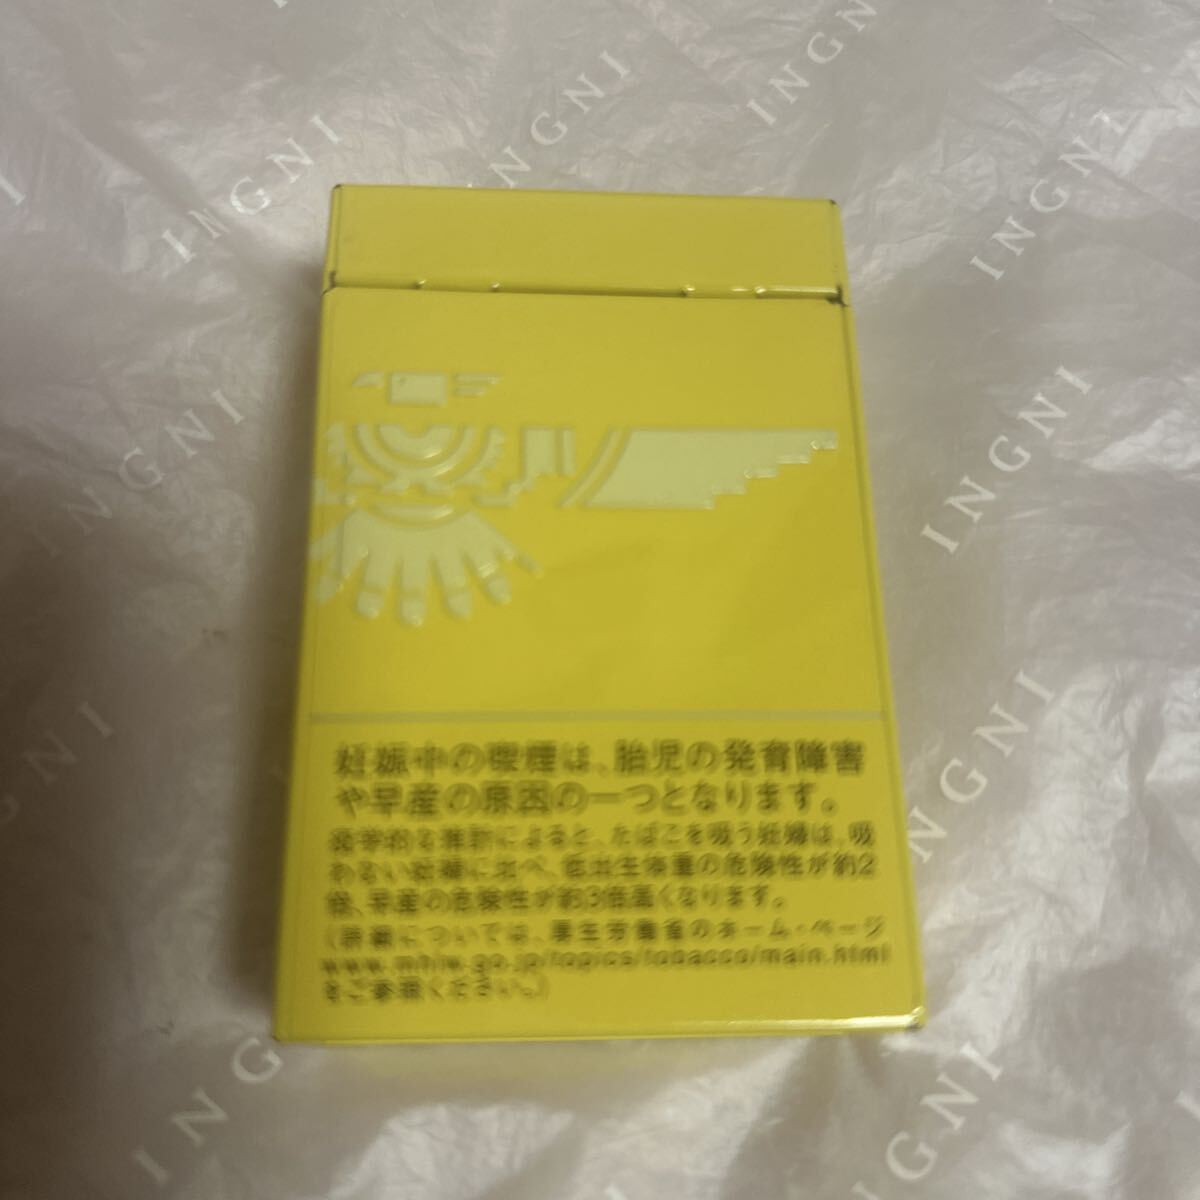 妊娠中の喫煙は、胎児の発育障害
や早産の原因の一つとなります。
疫学的な推計によると、たばこを吸う妊婦は、吸
わない妊婦に比べ、低出生体重の危険性が約2
倍、早産の危険性が約3倍高くなります。
(詳細については、厚生労働省のホーム・ページ
www.mhlw.go.jp/topics/tobacco/main.html
をご参照ください。)
INGNI
INGNI
INGNI
INGNI
INGNI
INGNI
INGNI
INGNI